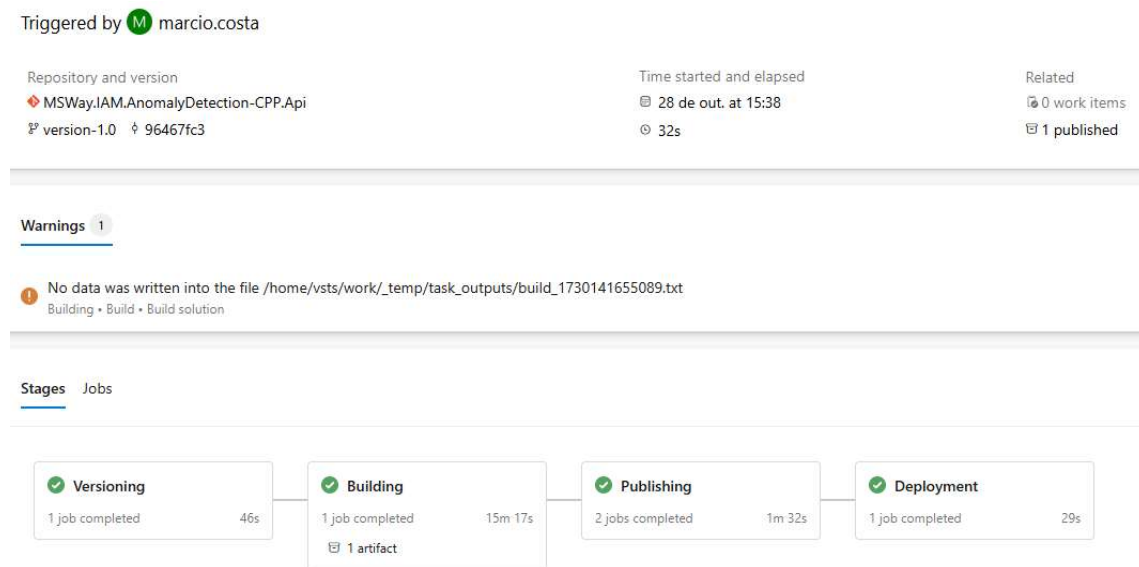 Triggered by M marcio.costa
Repository and version
MSWay.IAM.AnomalyDetection-CPP.Api
version-1.0 96467fc3
Time started and elapsed
28 de out. at 15:38
32s
Related
0 work items
1 published
Warnings 1
No data was written into the file /home/vsts/work/_temp/task_outputs/build_1730141655089.txt
Building • Build • Build solution
Stages Jobs
Versioning
1 job completed 46s
Building
1 job completed 15m 17s
1 artifact
Publishing
2 jobs completed 1m 32s
Deployment
1 job completed 29s